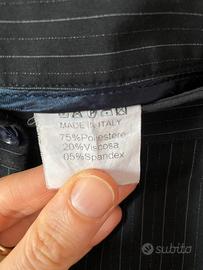 MADE IN ITALY
75%Poliestere
20%Viscosa
05%Spandex
subito